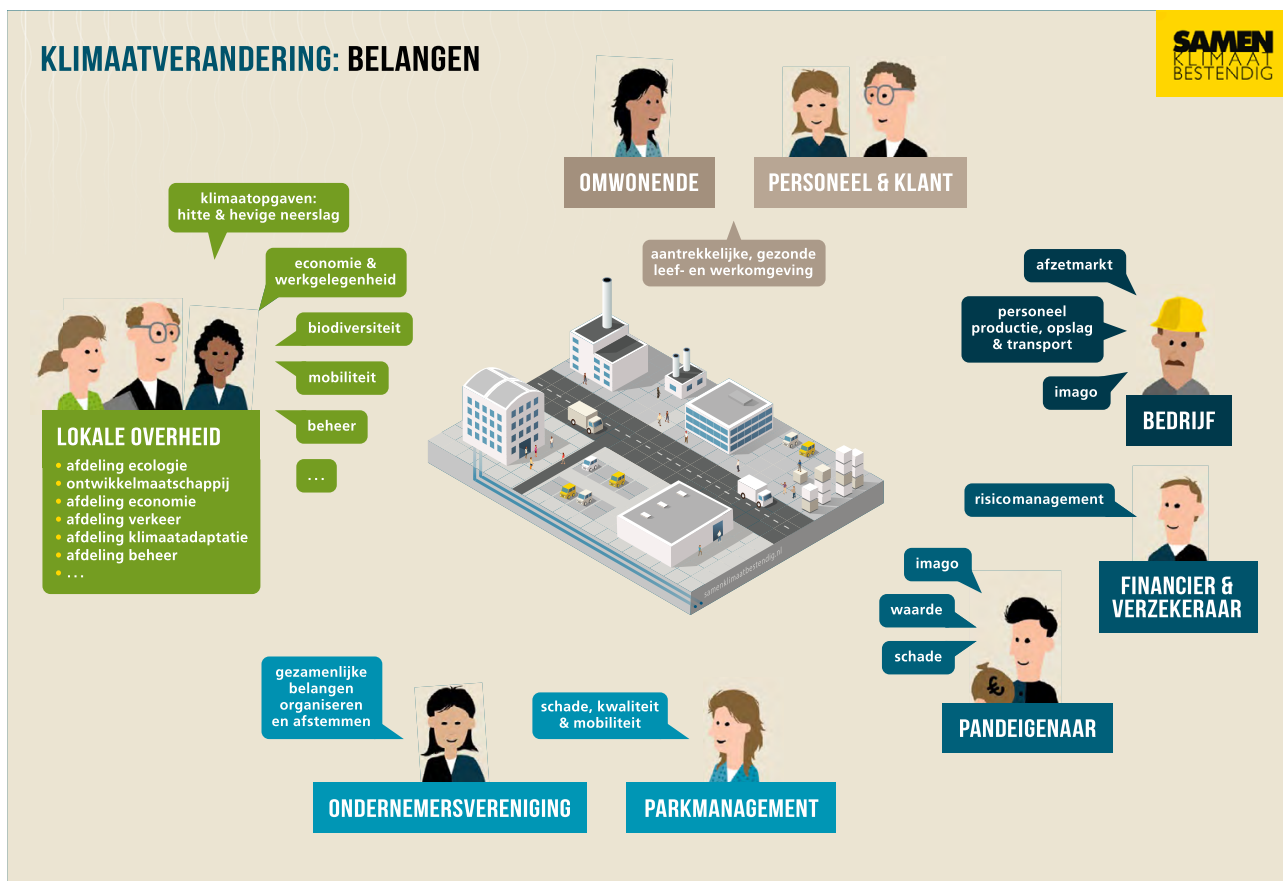 KLIMAATVERANDERING: BELANGEN
SAMEN
KLIMAAT
BESTENDIG
OMWONENDE
PERSONEEL & KLANT
aantrekkelijke, gezonde
leef- en werkomgeving
klimaatopgaven:
hitte & hevige neerslag
economie &
werkgelegenheid
biodiversiteit
mobiliteit
beheer
...
LOKALE OVERHEID
• afdeling ecologie
• ontwikkelmaatschappij
• afdeling economie
• afdeling verkeer
• afdeling klimaatadaptatie
• afdeling beheer
• ...
afzetmarkt
personeel
productie, opslag
& transport
imago
BEDRIJF
risicomanagement
FINANCIER &
VERZEKERAAR
imago
waarde
schade
PANDEIGENAAR
samenklimaatbestendig.nl
gezamenlijke
belangen
organiseren
en afstemmen
ONDERNEMERSVERENIGING
schade, kwaliteit
& mobiliteit
PARKMANAGEMENT